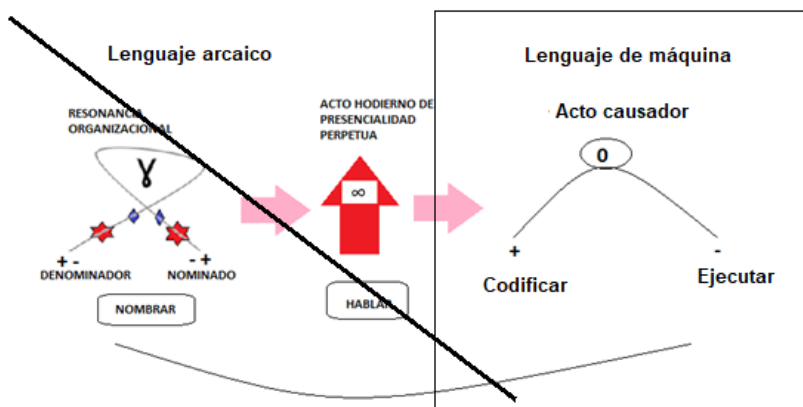 Lenguaje arcaico
RESONANCIA
ORGANIZACIONAL
ɣ
+ -
- +
DENOMINADOR
NOMINADO
NOMBRAR
ACTO HODIERNO DE
PRESENCIALIDAD
PERPETUA
∞
HABLAR
Lenguaje de máquina
Acto causador
0
+
-
Codificar
Ejecutar